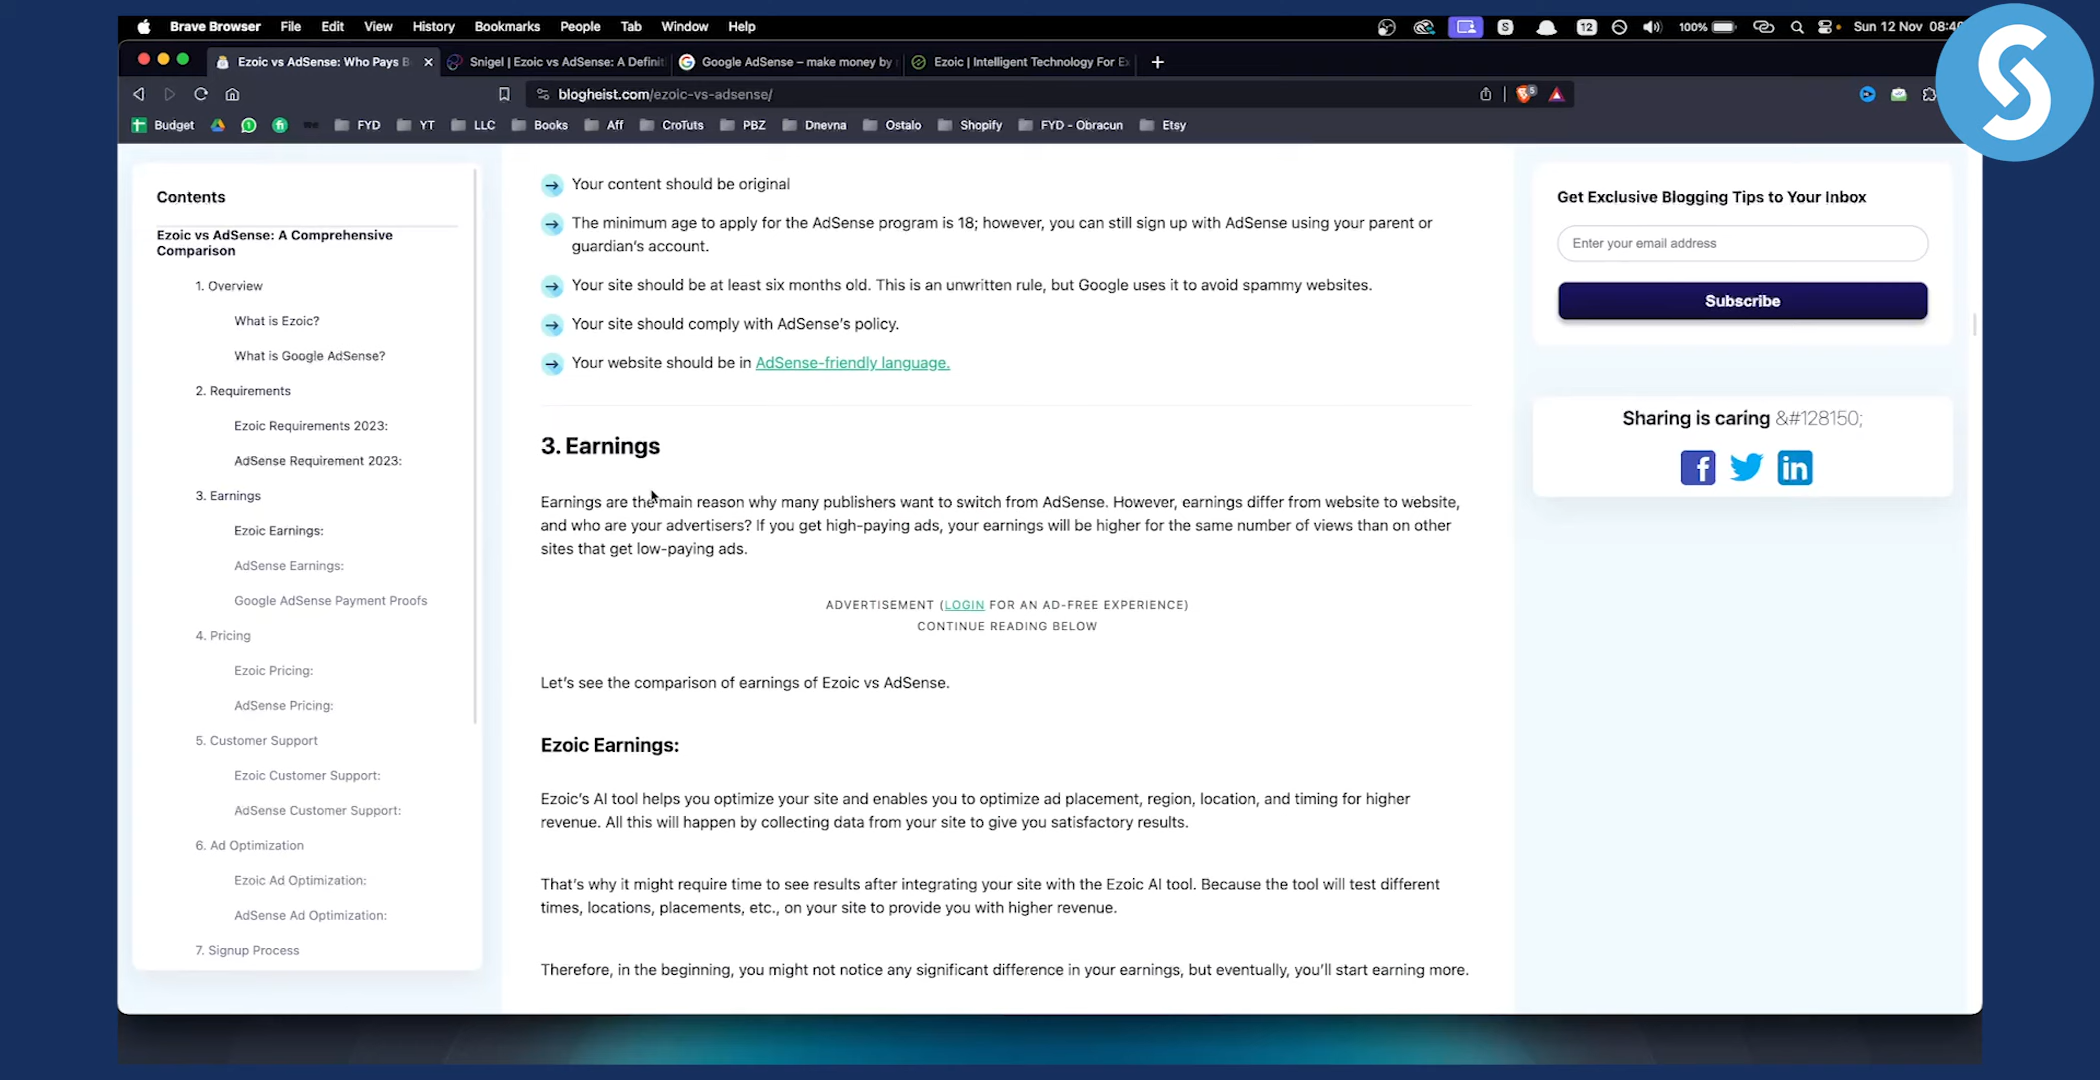 Brave Browser File Edit View History Bookmarks People Tab Window Help
12 100% Sun 12 Nov
Ezoic vs AdSense: Who Pays B
Snigel | Ezoic vs AdSense: A Defini
Google AdSense – make money by
Ezoic | Intelligent Technology For
blogheist.com/ezoic-vs-adsense/
5
Budget FYD YT LLC Books Aff CroTuts PBZ Dnevna Ostalo Shopify FYD - Obracun Etsy
Contents
Ezoic vs AdSense: A Comprehensive
Comparison
1. Overview
What is Ezoic?
What is Google AdSense?
2. Requirements
Ezoic Requirements 2023:
AdSense Requirement 2023:
3. Earnings
Ezoic Earnings:
AdSense Earnings:
Google AdSense Payment Proofs
4. Pricing
Ezoic Pricing:
AdSense Pricing:
5. Customer Support
Ezoic Customer Support:
AdSense Customer Support:
6. Ad Optimization
Ezoic Ad Optimization:
AdSense Ad Optimization:
7. Signup Process
Your content should be original
The minimum age to apply for the AdSense program is 18; however, you can still sign up with AdSense using your parent or
guardian's account.
Your site should be at least six months old. This is an unwritten rule, but Google uses it to avoid spammy websites.
Your site should comply with AdSense's policy.
Your website should be in AdSense-friendly language.
3. Earnings
Earnings are the main reason why many publishers want to switch from AdSense. However, earnings differ from website to website,
and who are your advertisers? If you get high-paying ads, your earnings will be higher for the same number of views than on other
sites that get low-paying ads.
ADVERTISEMENT (LOGIN FOR AN AD-FREE EXPERIENCE)
CONTINUE READING BELOW
Let's see the comparison of earnings of Ezoic vs AdSense.
Ezoic Earnings:
Ezoic's AI tool helps you optimize your site and enables you to optimize ad placement, region, location, and timing for higher
revenue. All this will happen by collecting data from your site to give you satisfactory results.
That's why it might require time to see results after integrating your site with the Ezoic AI tool. Because the tool will test different
times, locations, placements, etc., on your site to provide you with higher revenue.
Therefore, in the beginning, you might not notice any significant difference in your earnings, but eventually, you'll start earning more.
Get Exclusive Blogging Tips to Your Inbox
Enter your email address
Subscribe
Sharing is caring &#128150;